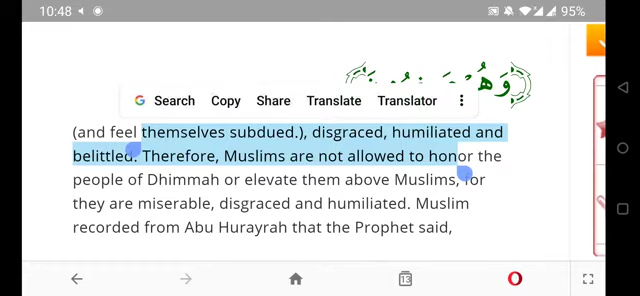 10:48
95%
Search Copy Share Translate Translator
(and feel themselves subdued.), disgraced, humiliated and
belittled. Therefore, Muslims are not allowed to honor the
people of Dhimmah or elevate them above Muslims, for
they are miserable, disgraced and humiliated. Muslim
recorded from Abu Hurayrah that the Prophet said,
13